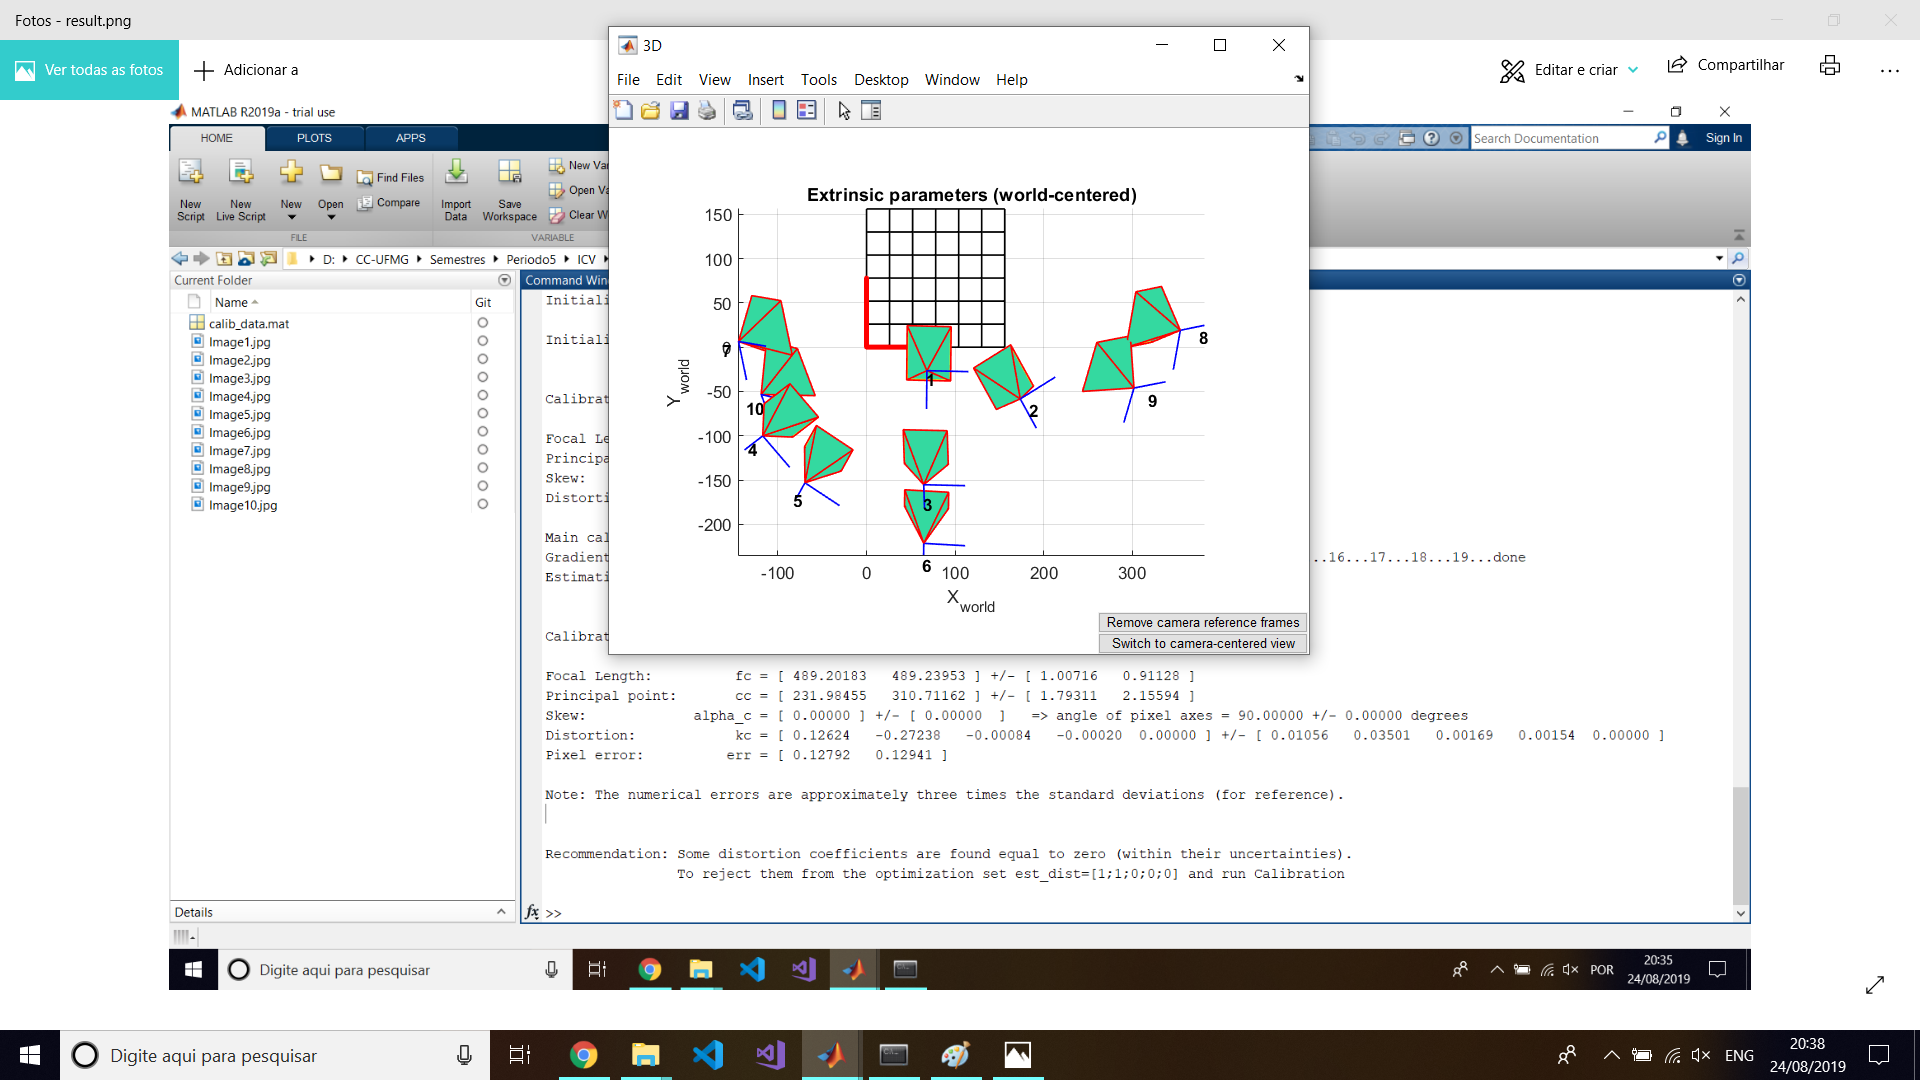 Fotos - result.png
Ver todas as fotos
Adicionar a
Editar e criar
Compartilhar
MATLAB R2019a - trial use
HOME PLOTS APPS
Search Documentation
Sign In
New Script
New Live Script
New
Open
Find Files
Compare
Import Data
Save Workspace
New Va
Open Va
Clear W
FILE
VARIABLE
D: CC-UFMG Semestres Periodo5 ICV
Current Folder
Name Git
calib_data.mat
Image1.jpg
Image2.jpg
Image3.jpg
Image4.jpg
Image5.jpg
Image6.jpg
Image7.jpg
Image8.jpg
Image9.jpg
Image10.jpg
Details
Command Win
Initiali
Initiali
Calibrat
Focal Le
Principa
Skew:
Distorti
Main cal
Gradient ...16...17...18...19...done
Estimati
Calibrat
Focal Length: fc = [ 489.20183 489.23953 ] +/- [ 1.00716 0.91128 ]
Principal point: cc = [ 231.98455 310.71162 ] +/- [ 1.79311 2.15594 ]
Skew: alpha_c = [ 0.00000 ] +/- [ 0.00000 ] => angle of pixel axes = 90.00000 +/- 0.00000 degrees
Distortion: kc = [ 0.12624 -0.27238 -0.00084 -0.00020 0.00000 ] +/- [ 0.01056 0.03501 0.00169 0.00154 0.00000 ]
Pixel error: err = [ 0.12792 0.12941 ]
Note: The numerical errors are approximately three times the standard deviations (for reference).
Recommendation: Some distortion coefficients are found equal to zero (within their uncertainties).
To reject them from the optimization set est_dist=[1;1;0;0;0] and run Calibration
fx >>
3D
File Edit View Insert Tools Desktop Window Help
Extrinsic parameters (world-centered)
150
100
50
0
-50
-100
-150
-200
Yworld
-100 0 100 200 300
Xworld
7
10
4
5
1
2
3
6
8
9
Remove camera reference frames
Switch to camera-centered view
Digite aqui para pesquisar
POR
20:35
24/08/2019
Digite aqui para pesquisar
ENG
20:38
24/08/2019